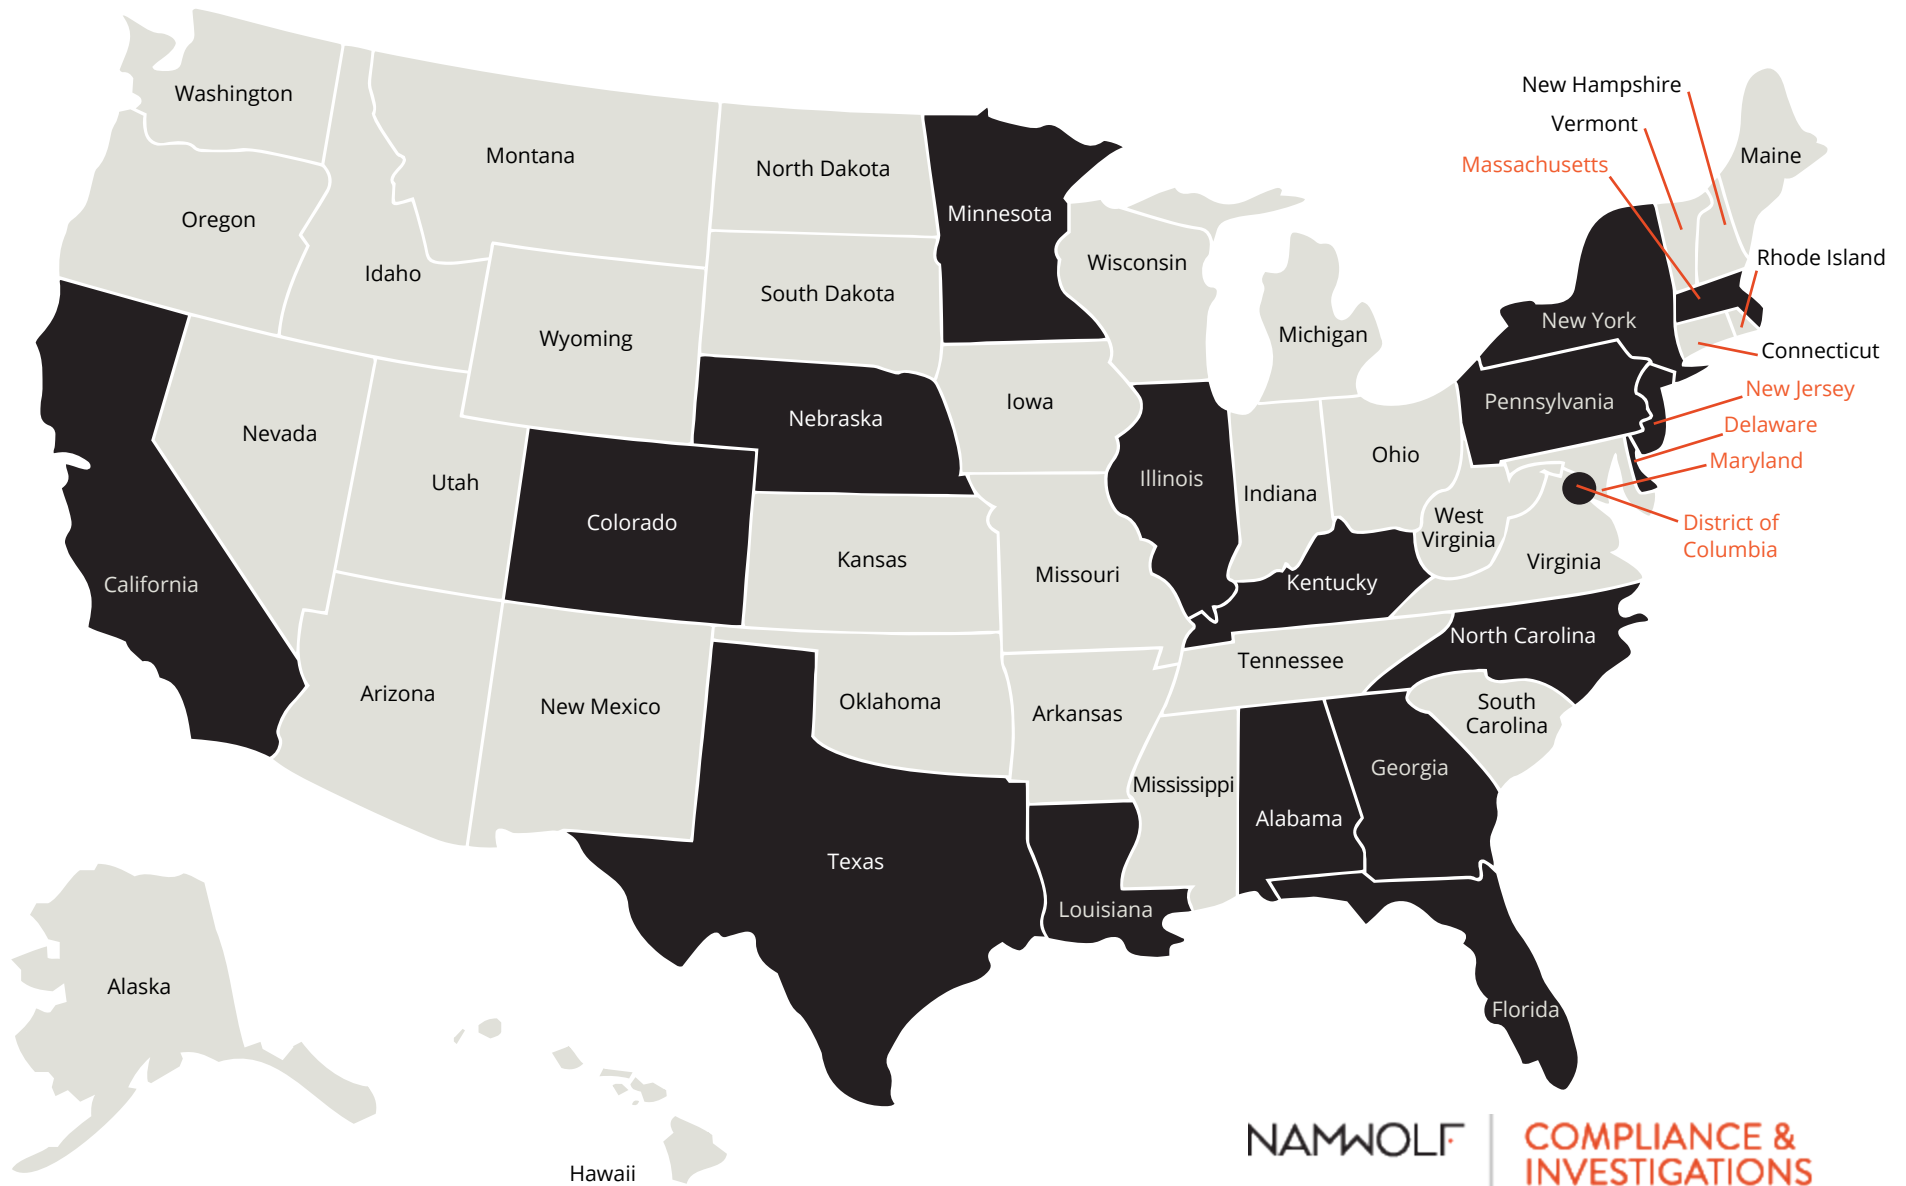 New Hampshire
Washington
Vermont
Montana
Maine
Massachusetts
North Dakota
Minnesota
Oregon
Rhode Island
Wisconsin
Idaho
South Dakota
New York
Michigan
Wyoming
Connecticut
New Jersey
Iowa
Pennsylvania
Nebraska
Delaware
Nevada
Ohio
Maryland
Illinois
Utah
Indiana
West
Virginia
Colorado
District of
Columbia
Kansas
Virginia
Missouri
Kentucky
California
North Carolina
Tennessee
Arizona
Oklahoma
South
Carolina
New Mexico
Arkansas
Georgia
Mississippi
Alabama
Texas
Louisiana
Alaska
Florida
Hawaii
NAMWOLF
COMPLIANCE &
INVESTIGATIONS